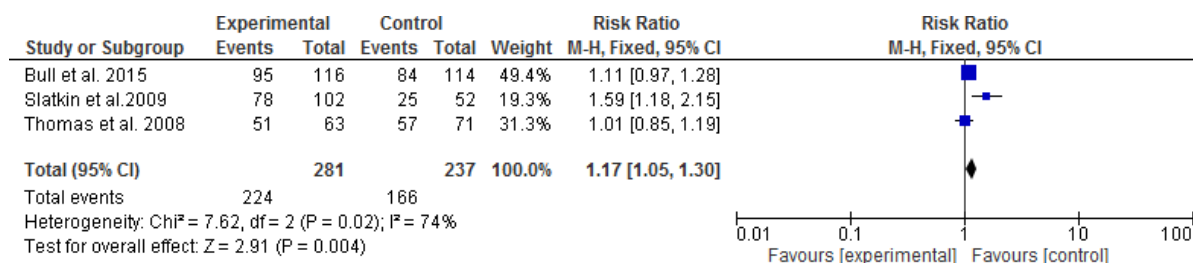 Experimental Control Risk Ratio Risk Ratio
Study or Subgroup Events Total Events Total Weight M-H, Fixed, 95% CI M-H, Fixed, 95% CI
Bull et al. 2015 95 116 84 114 49.4% 1.11 [0.97, 1.28]
Slatkin et al.2009 78 102 25 52 19.3% 1.59 [1.18, 2.15]
Thomas et al. 2008 51 63 57 71 31.3% 1.01 [0.85, 1.19]
Total (95% CI) 281 237 100.0% 1.17 [1.05, 1.30]
Total events 224 166
Heterogeneity: Chi² = 7.62, df = 2 (P = 0.02); I² = 74%
Test for overall effect: Z = 2.91 (P = 0.004)
0.01 0.1 1 10 100
Favours [experimental] Favours [control]